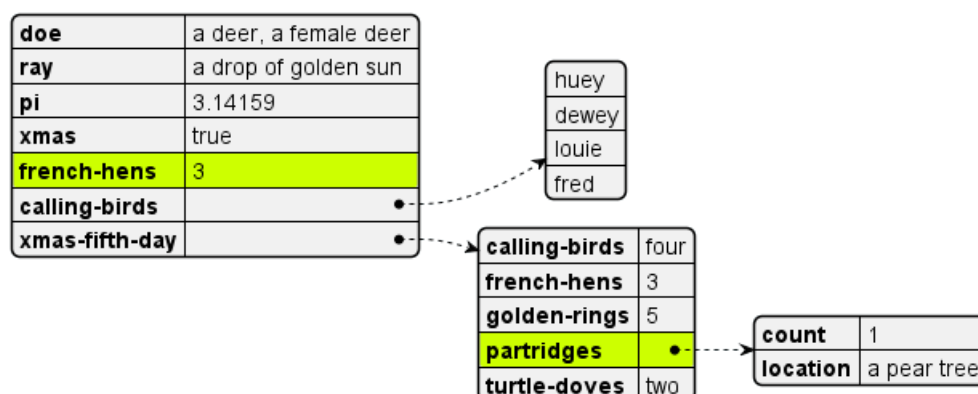 doe a deer, a female deer
ray a drop of golden sun
pi 3.14159
xmas true
french-hens 3
calling-birds
xmas-fifth-day
huey
dewey
louie
fred
calling-birds four
french-hens 3
golden-rings 5
partridges
turtle-doves two
count 1
location a pear tree